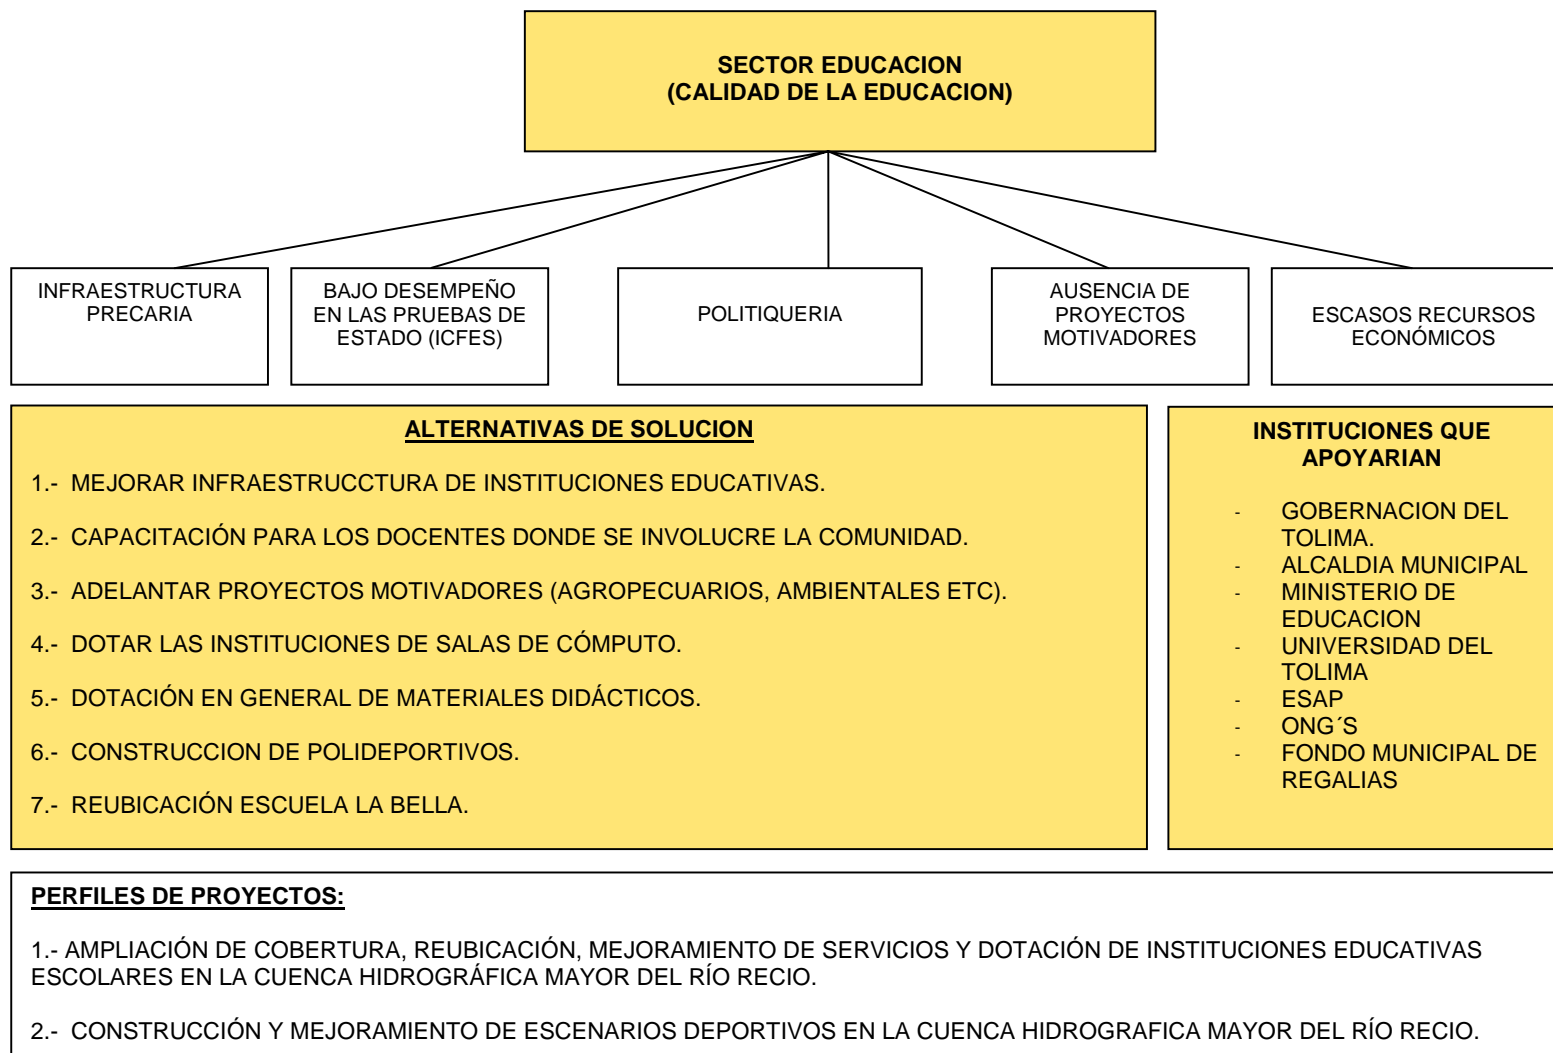 SECTOR EDUCACION
(CALIDAD DE LA EDUCACION)
INFRAESTRUCTURA
PRECARIA
BAJO DESEMPEÑO
EN LAS PRUEBAS DE
ESTADO (ICFES)
POLITIQUERIA
AUSENCIA DE
PROYECTOS
MOTIVADORES
ESCASOS RECURSOS
ECONÓMICOS
ALTERNATIVAS DE SOLUCION
1.- MEJORAR INFRAESTRUCCTURA DE INSTITUCIONES EDUCATIVAS.
2.- CAPACITACIÓN PARA LOS DOCENTES DONDE SE INVOLUCRE LA COMUNIDAD.
3.- ADELANTAR PROYECTOS MOTIVADORES (AGROPECUARIOS, AMBIENTALES ETC).
4.- DOTAR LAS INSTITUCIONES DE SALAS DE CÓMPUTO.
5.- DOTACIÓN EN GENERAL DE MATERIALES DIDÁCTICOS.
6.- CONSTRUCCION DE POLIDEPORTIVOS.
7.- REUBICACIÓN ESCUELA LA BELLA.
INSTITUCIONES QUE
APOYARIAN
- GOBERNACION DEL
TOLIMA.
- ALCALDIA MUNICIPAL
- MINISTERIO DE
EDUCACION
- UNIVERSIDAD DEL
TOLIMA
- ESAP
- ONG´S
- FONDO MUNICIPAL DE
REGALIAS
PERFILES DE PROYECTOS:
1.- AMPLIACIÓN DE COBERTURA, REUBICACIÓN, MEJORAMIENTO DE SERVICIOS Y DOTACIÓN DE INSTITUCIONES EDUCATIVAS
ESCOLARES EN LA CUENCA HIDROGRÁFICA MAYOR DEL RÍO RECIO.
2.- CONSTRUCCIÓN Y MEJORAMIENTO DE ESCENARIOS DEPORTIVOS EN LA CUENCA HIDROGRAFICA MAYOR DEL RÍO RECIO.